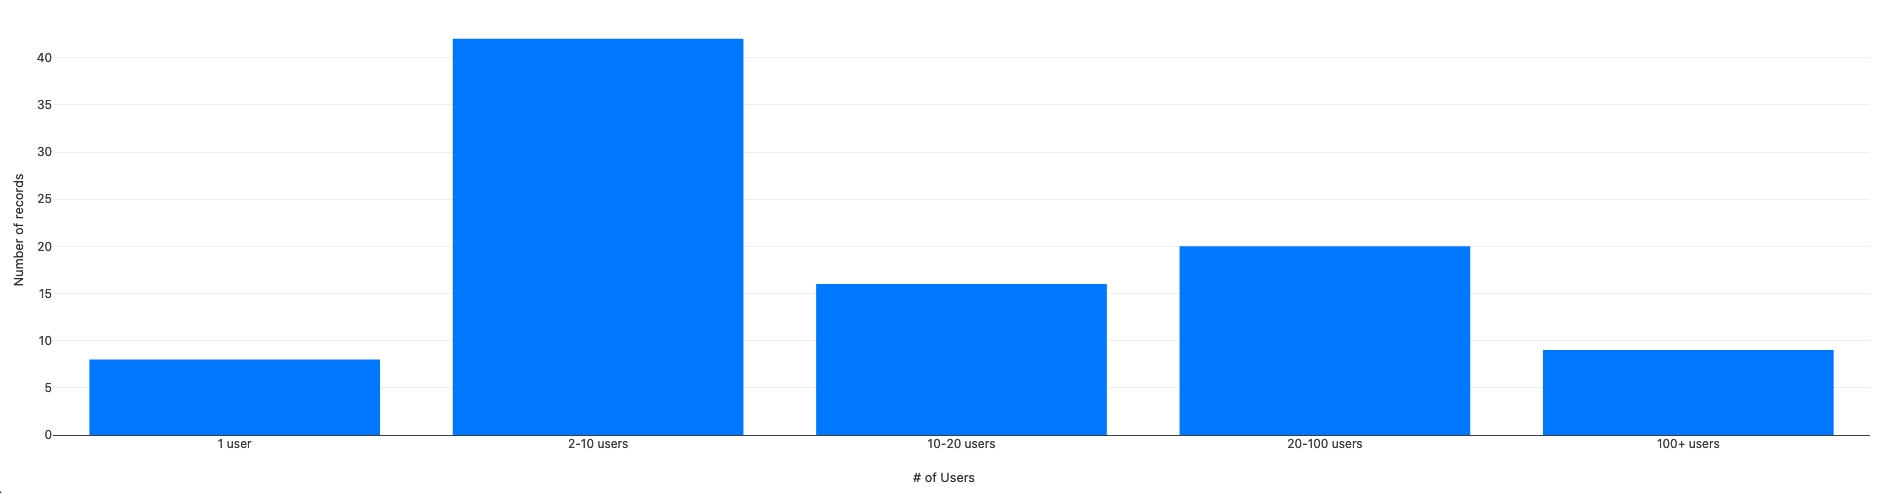 Number of records
40
35
30
25
20
15
10
5
0
1 user
2-10 users
10-20 users
20-100 users
100+ users
# of Users